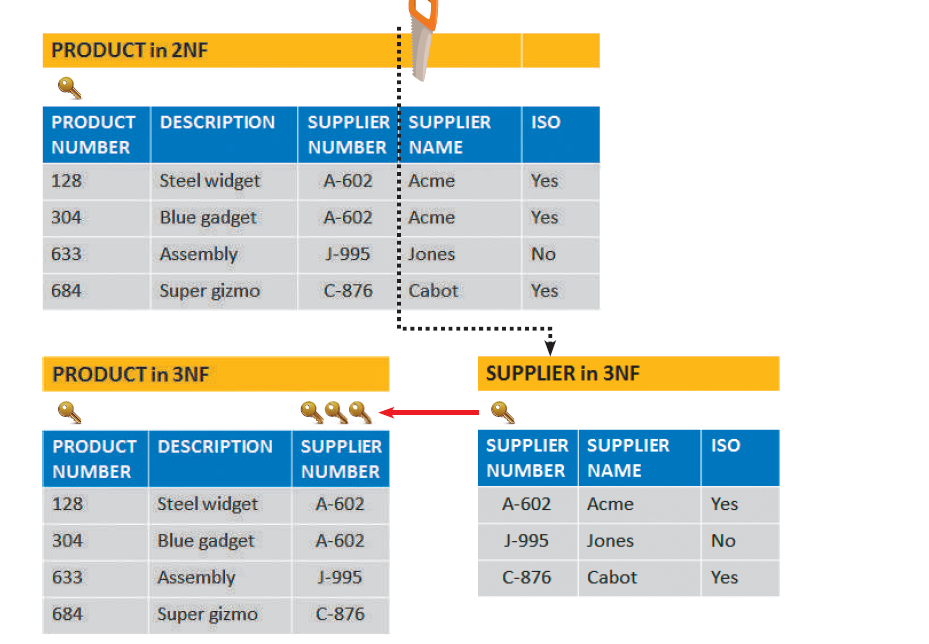 PRODUCT in 2NF
PRODUCT NUMBER DESCRIPTION SUPPLIER NUMBER SUPPLIER NAME ISO
128 Steel widget A-602 Acme Yes
304 Blue gadget A-602 Acme Yes
633 Assembly J-995 Jones No
684 Super gizmo C-876 Cabot Yes
PRODUCT in 3NF
PRODUCT NUMBER DESCRIPTION SUPPLIER NUMBER
128 Steel widget A-602
304 Blue gadget A-602
633 Assembly J-995
684 Super gizmo C-876
SUPPLIER in 3NF
SUPPLIER NUMBER SUPPLIER NAME ISO
A-602 Acme Yes
J-995 Jones No
C-876 Cabot Yes